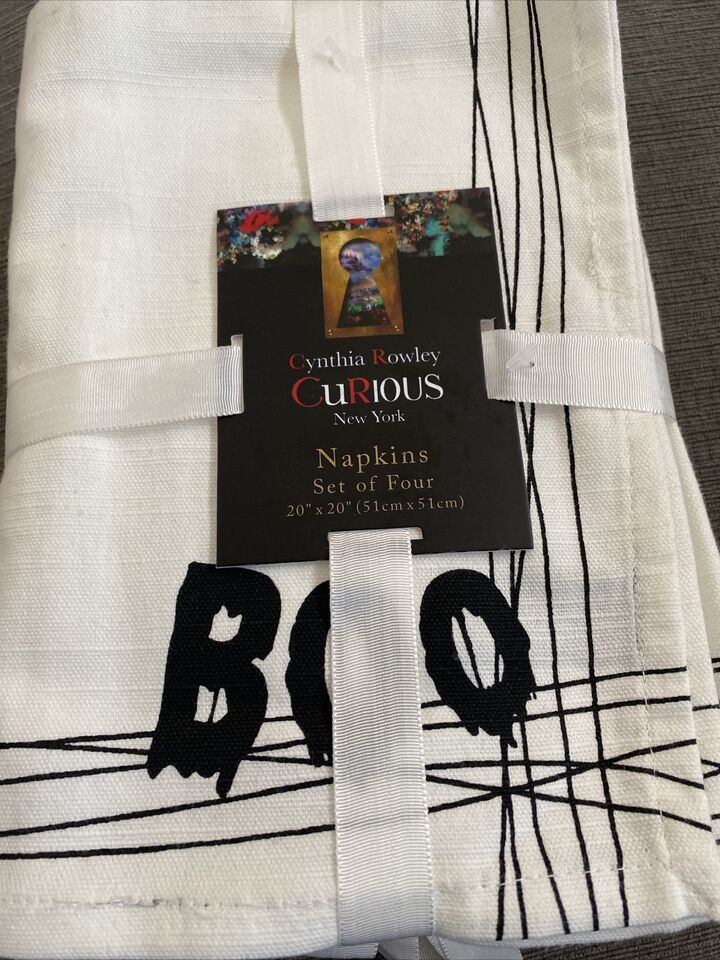 Cynthia Rowley
CuRIOUS
New York
Napkins
Set of Four
20" x 20" (51cm x 51cm)
BOO